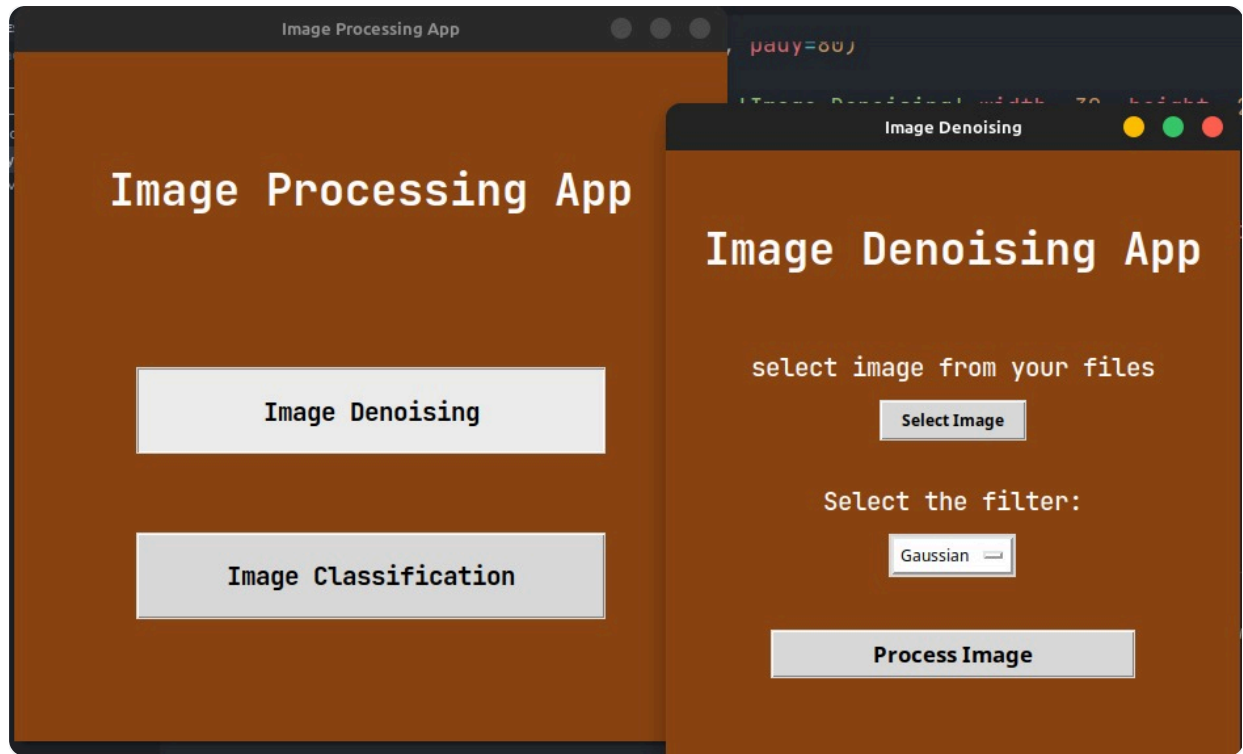 Image Processing App
Image Processing App
Image Denoising
Image Classification
, pady=80)
Image Denoising
Image Denoising App
select image from your files
Select Image
Select the filter:
Gaussian
Process Image